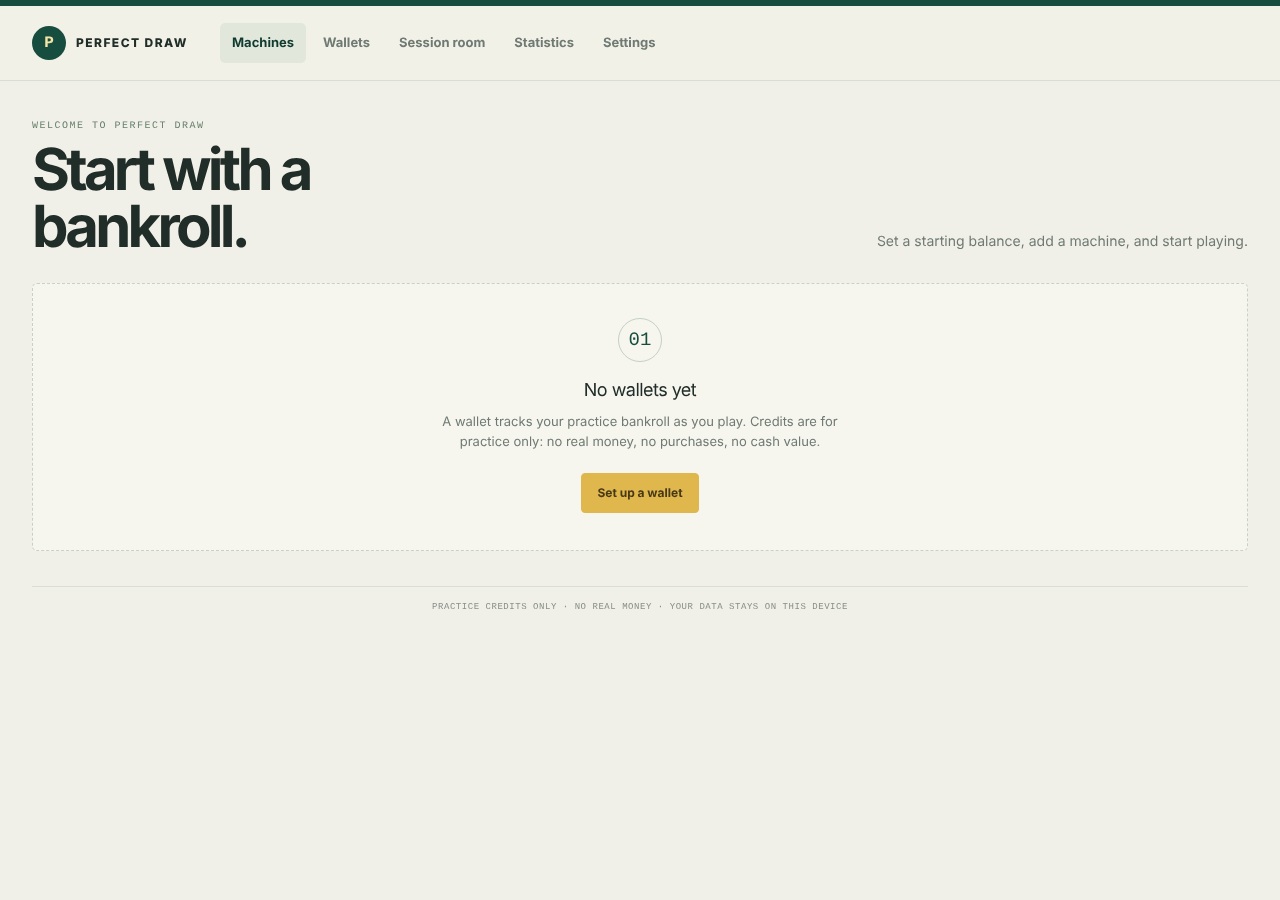 P PERFECT DRAW Machines Wallets Session room Statistics Settings
WELCOME TO PERFECT DRAW
Start with a
bankroll.
Set a starting balance, add a machine, and start playing.
01
No wallets yet
A wallet tracks your practice bankroll as you play. Credits are for
practice only: no real money, no purchases, no cash value.
Set up a wallet
PRACTICE CREDITS ONLY · NO REAL MONEY · YOUR DATA STAYS ON THIS DEVICE